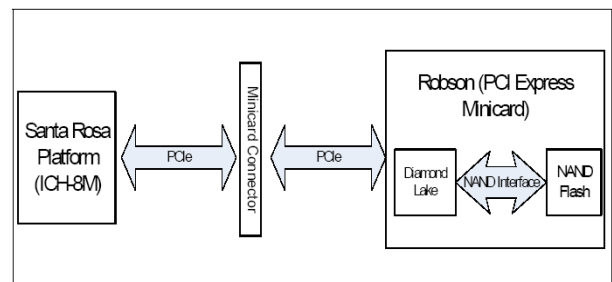 Santa Rosa
Platform
(ICH-8M)
PCIe
Minicard Connector
PCIe
Robson (PCI Express
Minicard)
Diamond
Lake
NAND Interface
NAND
Flash